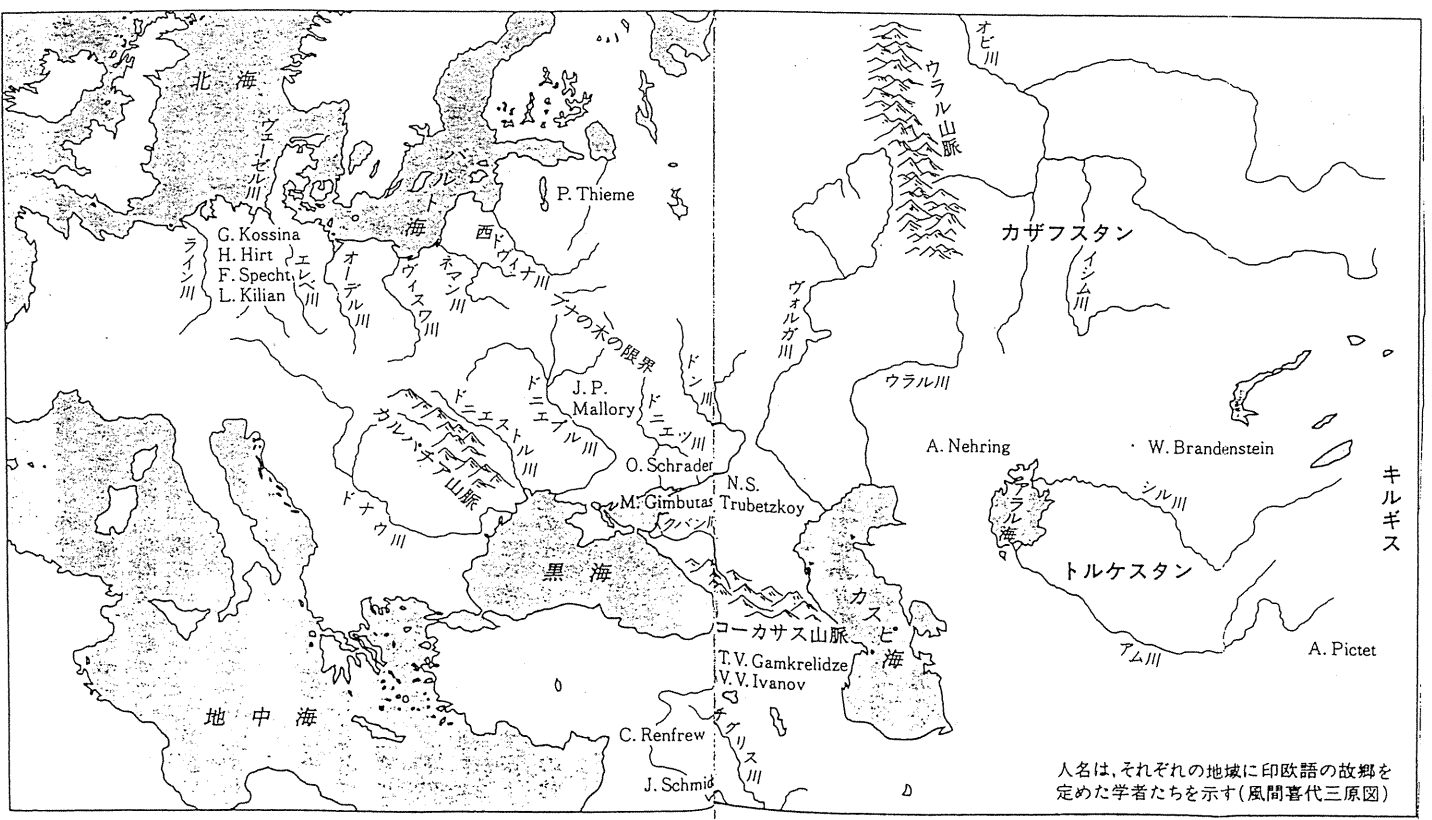 北海
ヴェーゼル川
バルト海
P. Thieme
オビ川
ウラル山脈
カザフスタン
イシム川
G. Kossina
H. Hirt
F. Specht
L. Kilian
ライン川
エレベ川
オーデル川
ヴィスワ川
ネマン川
西ドヴィナ川
ブナの木の限界
ヴォルガ川
ウラル川
ドン川
J. P.
Mallory
ドニエストル川
ドニエプル川
ドニエツ川
カルパチア山脈
ドナウ川
O. Schrader
M. Gimbutas
クバン川
N.S.
Trubetzkoy
A. Nehring
W. Brandenstein
キルギス
アラル海
シル川
トルケスタン
アム川
A. Pictet
黒海
カスピ海
コーカサス山脈
T. V. Gamkrelidze
V. V. Ivanov
地中海
C. Renfrew
J. Schmid
チグリス川
人名は,それぞれの地域に印欧語の故郷を
定めた学者たちを示す(風間喜代三原図)